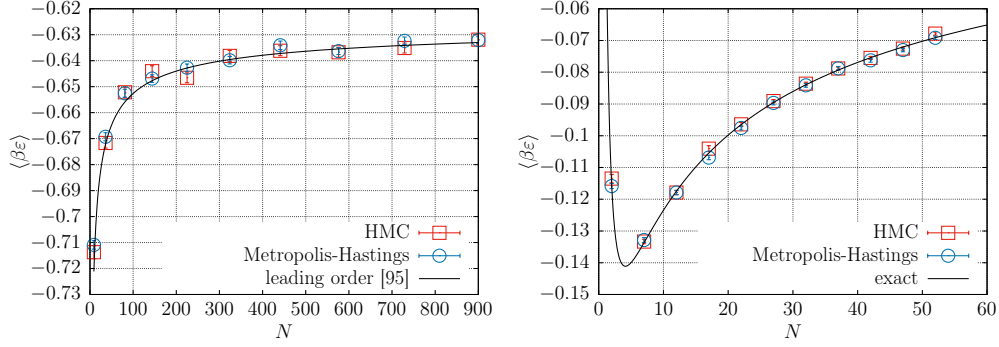 −0.62
−0.63
−0.64
−0.65
−0.66
−0.67
−0.68
−0.69
−0.7
−0.71
−0.72
−0.73
⟨βε⟩
HMC
Metropolis-Hastings
leading order [95]
0 100 200 300 400 500 600 700 800 900
N
−0.06
−0.07
−0.08
−0.09
−0.1
−0.11
−0.12
−0.13
−0.14
−0.15
⟨βε⟩
HMC
Metropolis-Hastings
exact
0 10 20 30 40 50 60
N